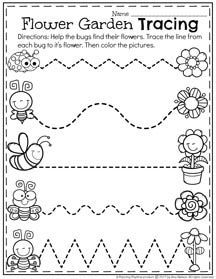 Name:
Flower Garden Tracing
Directions: Help the bugs find their flowers. Trace the line from
each bug to it's flower. Then color the pictures.